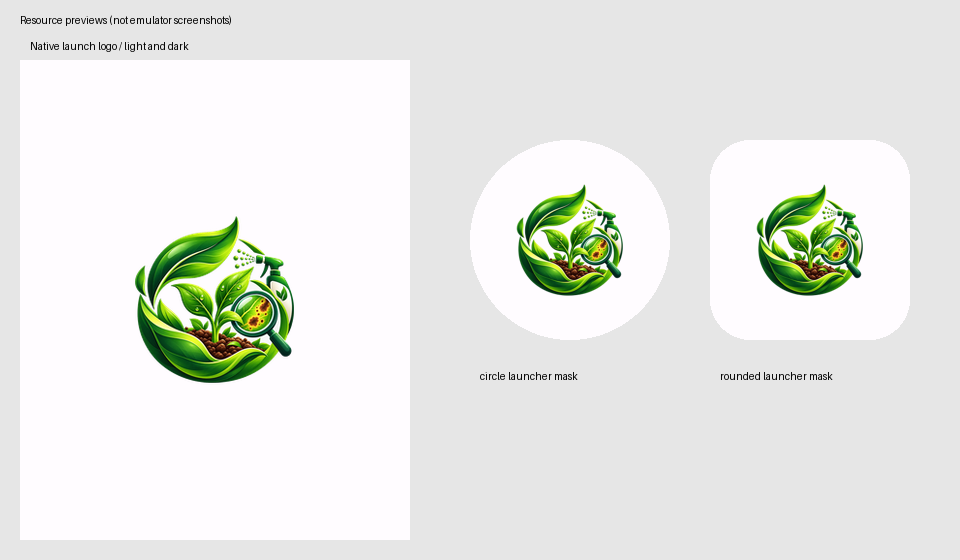 Resource previews (not emulator screenshots)
Native launch logo / light and dark
circle launcher mask
rounded launcher mask